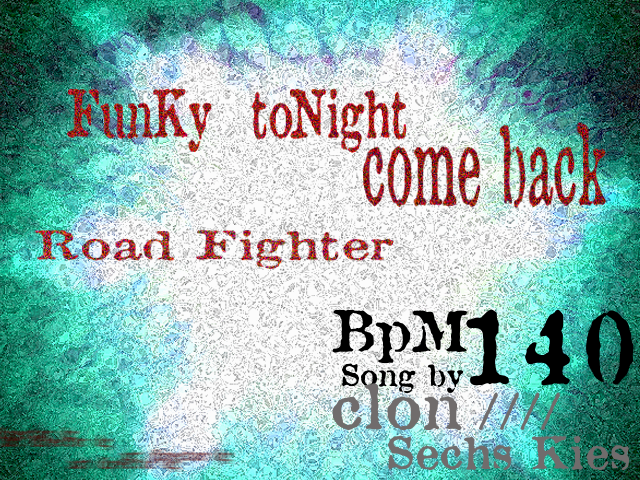 FunKy toNight
come back
Road Fighter
BpM 140
Song by
clon ////
Sechs Kies